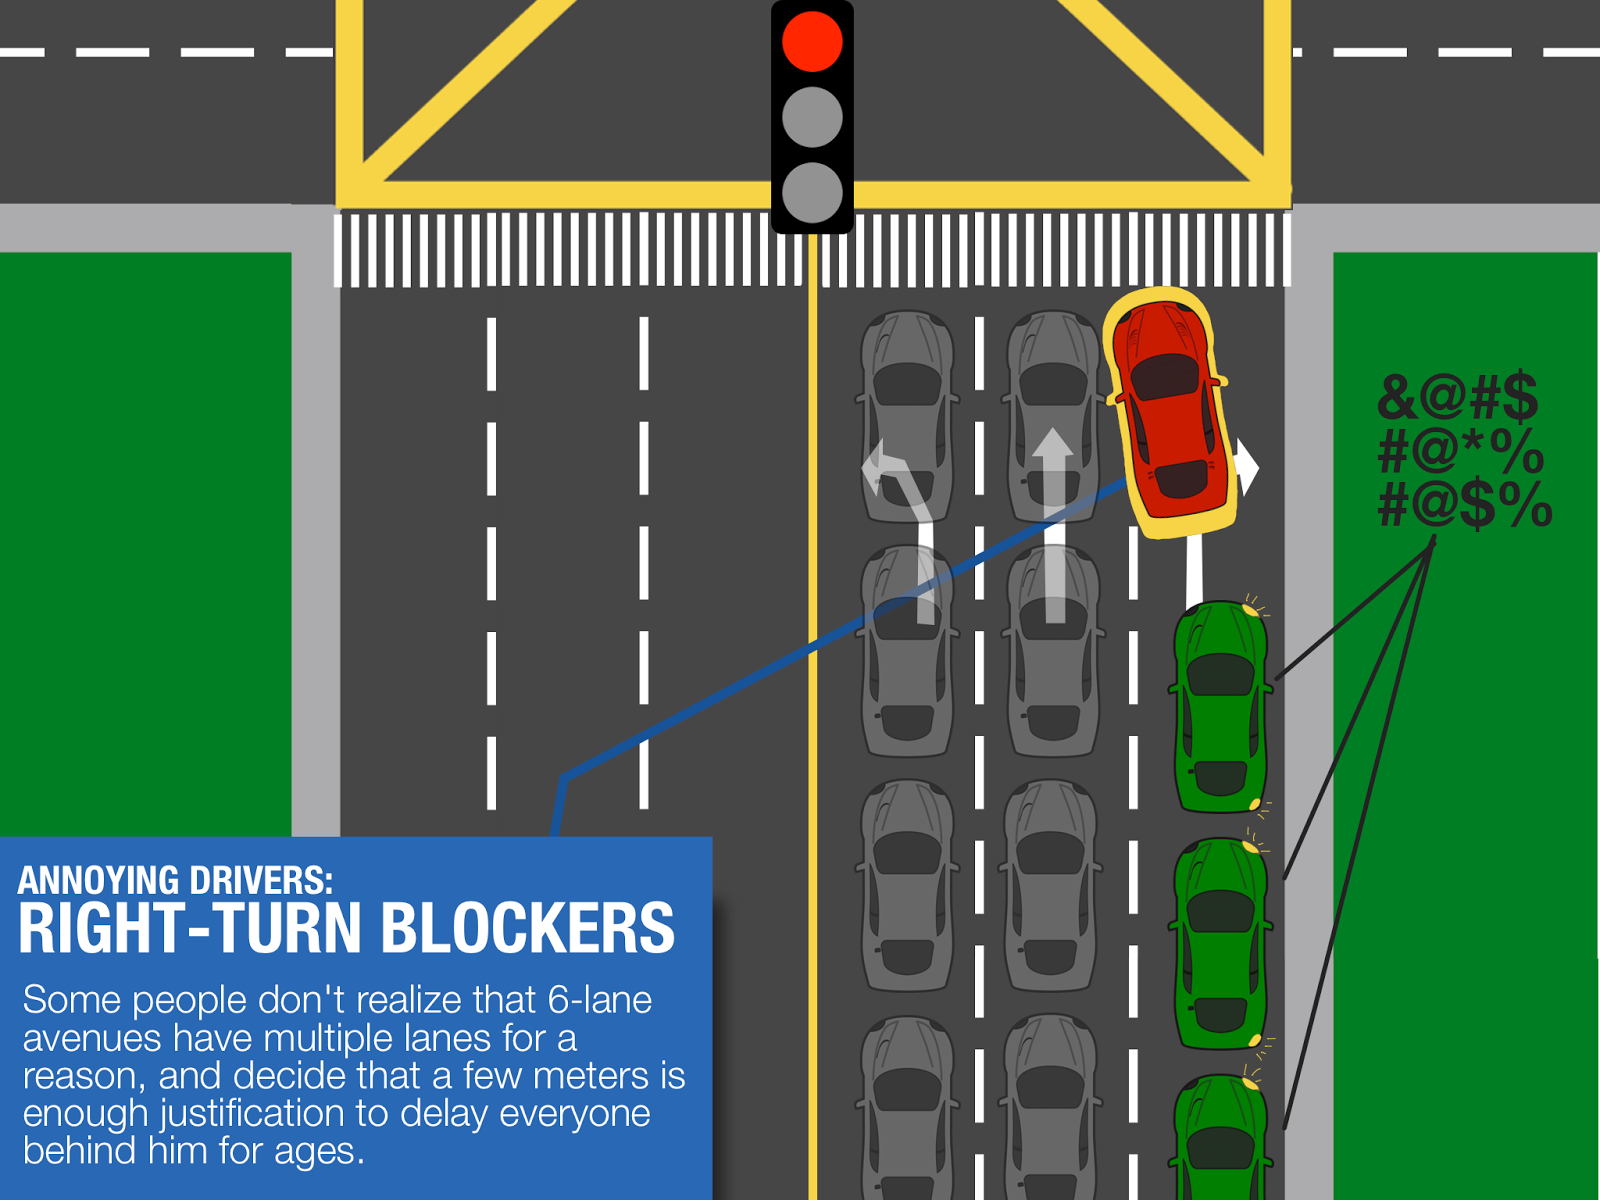 &@#$
#@*%
#@$%
ANNOYING DRIVERS:
RIGHT-TURN BLOCKERS
Some people don't realize that 6-lane
avenues have multiple lanes for a
reason, and decide that a few meters is
enough justification to delay everyone
behind him for ages.